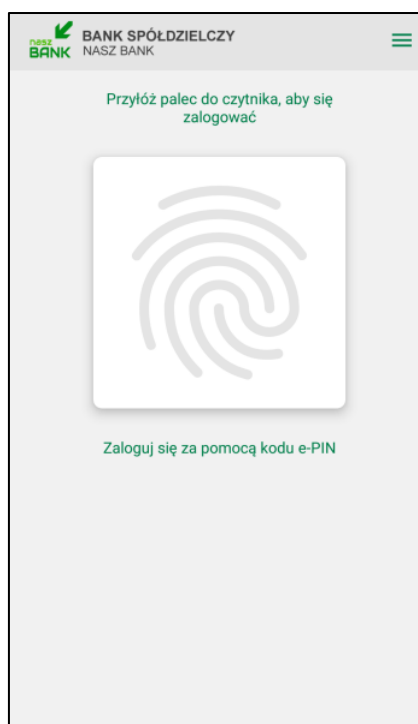 nasz
BANK
BANK SPÓŁDZIELCZY
NASZ BANK
Przyłóż palec do czytnika, aby się
zalogować
Zaloguj się za pomocą kodu e-PIN